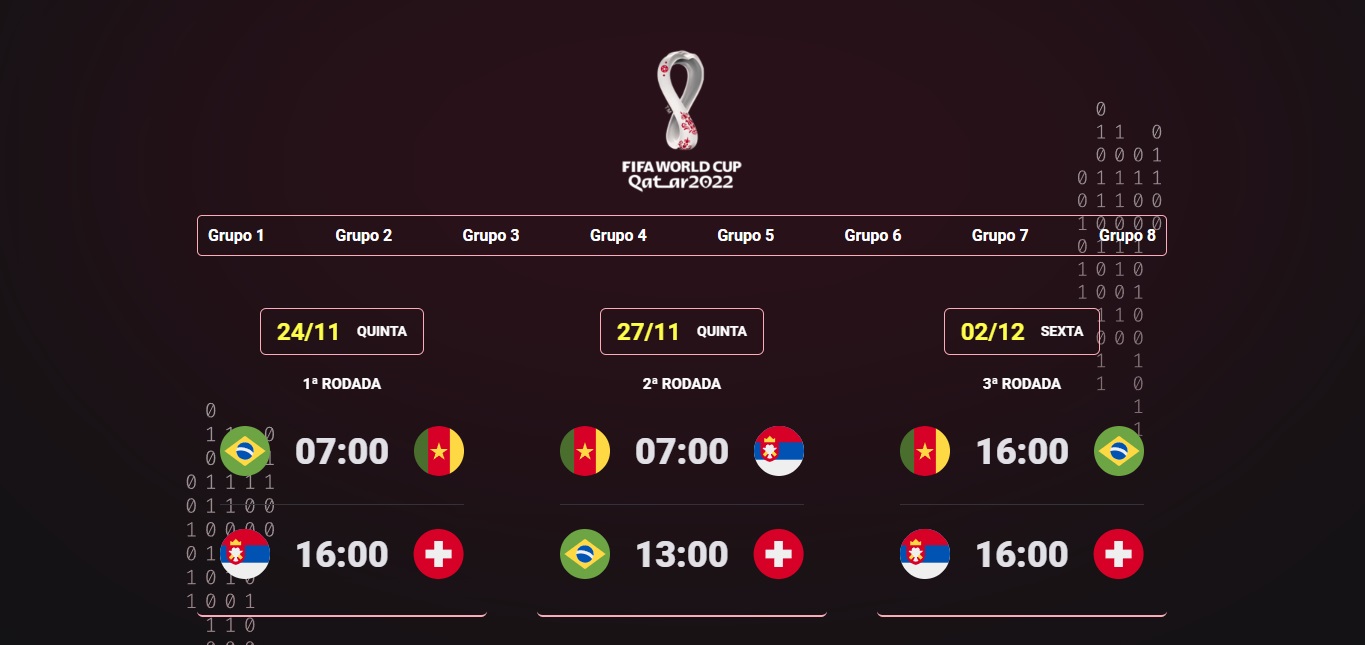 FIFA WORLD CUP
Qatar2022
Grupo 1 Grupo 2 Grupo 3 Grupo 4 Grupo 5 Grupo 6 Grupo 7 Grupo 8
24/11 QUINTA
1ª RODADA
07:00
16:00
27/11 QUINTA
2ª RODADA
07:00
13:00
02/12 SEXTA
3ª RODADA
16:00
16:00